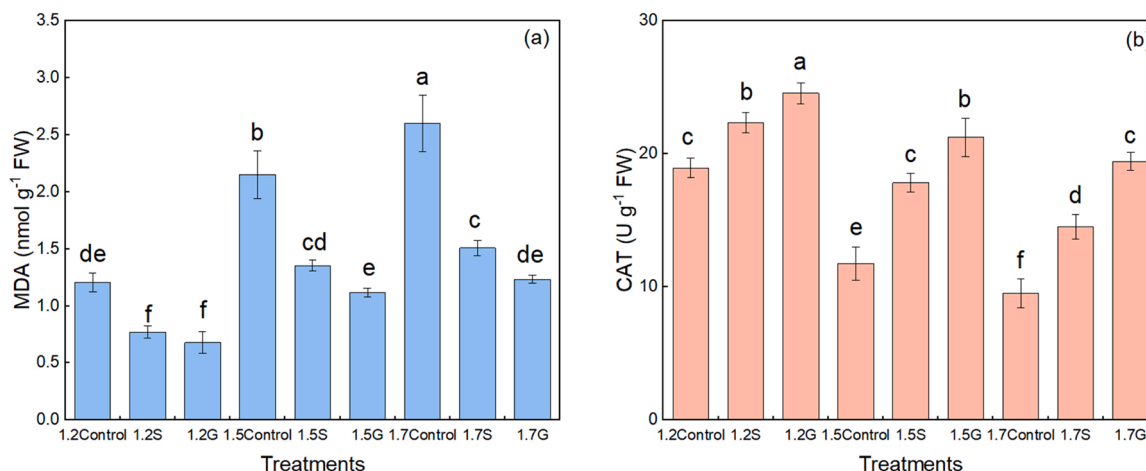 (a)
MDA (nmol g⁻¹ FW)
3.5
3.0
2.5
2.0
1.5
1.0
0.5
0.0
de
f
f
b
cd
e
a
c
de
1.2Control 1.2S 1.2G 1.5Control 1.5S 1.5G 1.7Control 1.7S 1.7G
Treatments
(b)
CAT (U g⁻¹ FW)
30
20
10
0
c
b
a
e
c
b
f
d
c
1.2Control 1.2S 1.2G 1.5Control 1.5S 1.5G 1.7Control 1.7S 1.7G
Treatments